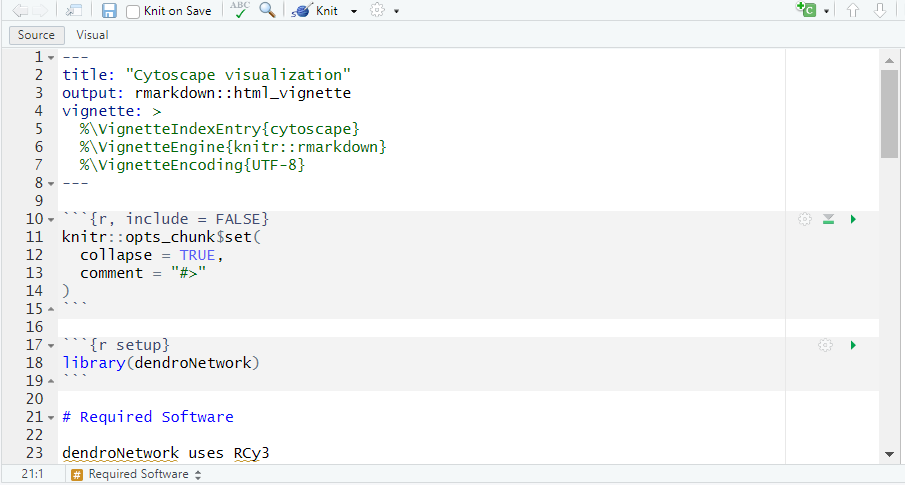 Knit on Save ABC Knit
Source Visual
1 ---
2 title: "Cytoscape visualization"
3 output: rmarkdown::html_vignette
4 vignette: >
5   %\VignetteIndexEntry{cytoscape}
6   %\VignetteEngine{knitr::rmarkdown}
7   %\VignetteEncoding{UTF-8}
8 ---
9
10 ```{r, include = FALSE}
11 knitr::opts_chunk$set(
12   collapse = TRUE,
13   comment = "#>"
14 )
15 ```
16
17 ```{r setup}
18 library(dendroNetwork)
19 ```
20
21 # Required Software
22
23 dendroNetwork uses RCy3
21:1 # Required Software